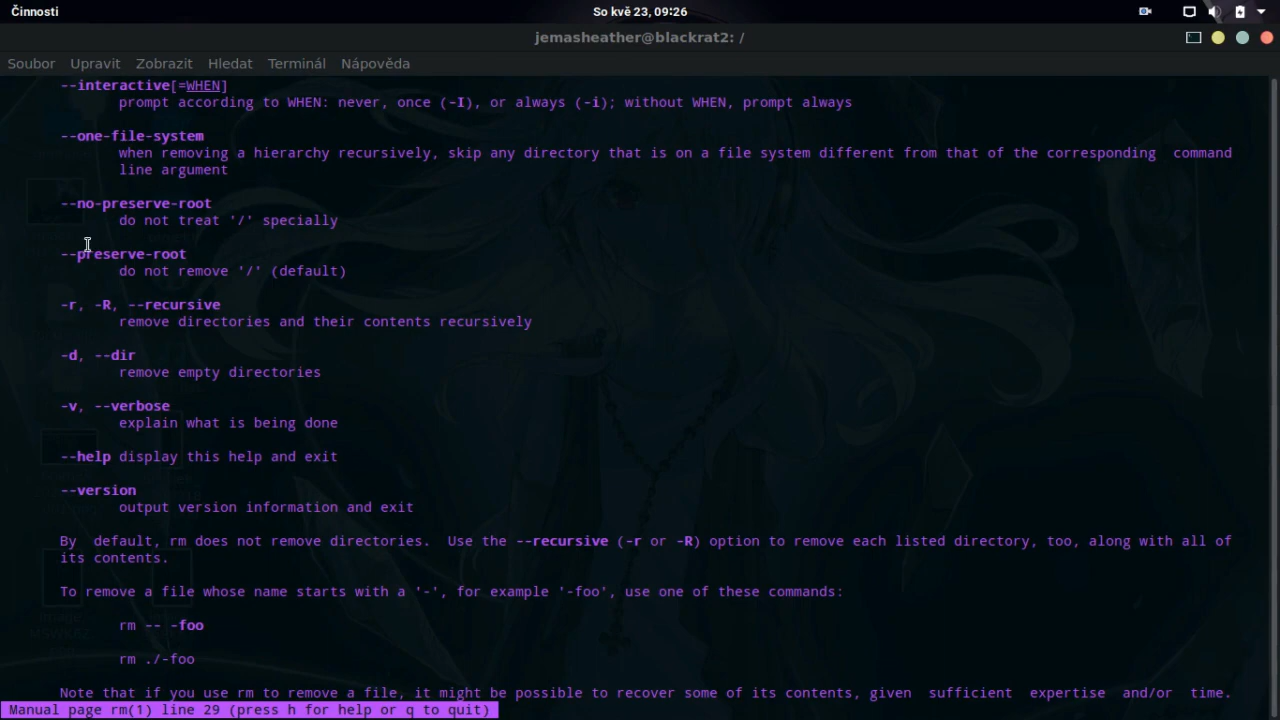 Činnosti
So kvě 23, 09:26
jemasheather@blackrat2: /
Soubor Upravit Zobrazit Hledat Terminál Nápověda
--interactive[=WHEN]
prompt according to WHEN: never, once (-I), or always (-i); without WHEN, prompt always
--one-file-system
when removing a hierarchy recursively, skip any directory that is on a file system different from that of the corresponding command
line argument
--no-preserve-root
do not treat '/' specially
--preserve-root
do not remove '/' (default)
-r, -R, --recursive
remove directories and their contents recursively
-d, --dir
remove empty directories
-v, --verbose
explain what is being done
--help display this help and exit
--version
output version information and exit
By default, rm does not remove directories. Use the --recursive (-r or -R) option to remove each listed directory, too, along with all of
its contents.
To remove a file whose name starts with a '-', for example '-foo', use one of these commands:
rm -- -foo
rm ./-foo
Note that if you use rm to remove a file, it might be possible to recover some of its contents, given sufficient expertise and/or time.
Manual page rm(1) line 29 (press h for help or q to quit)